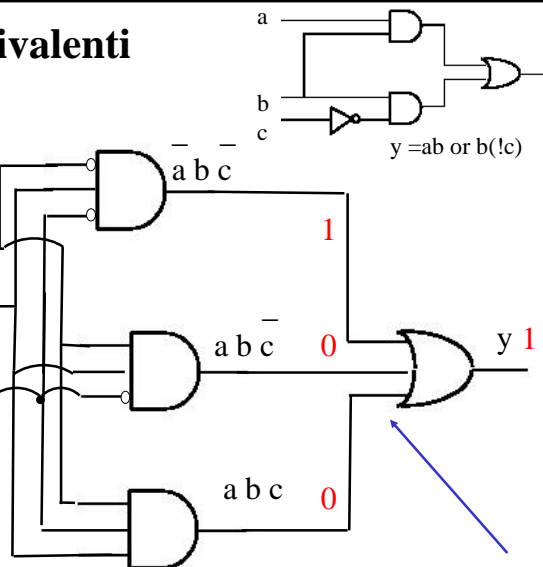 ivalenti
a
b
c
y =ab or b(!c)
a̅ b c̅
1
a b c̅
0
y 1
a b c
0